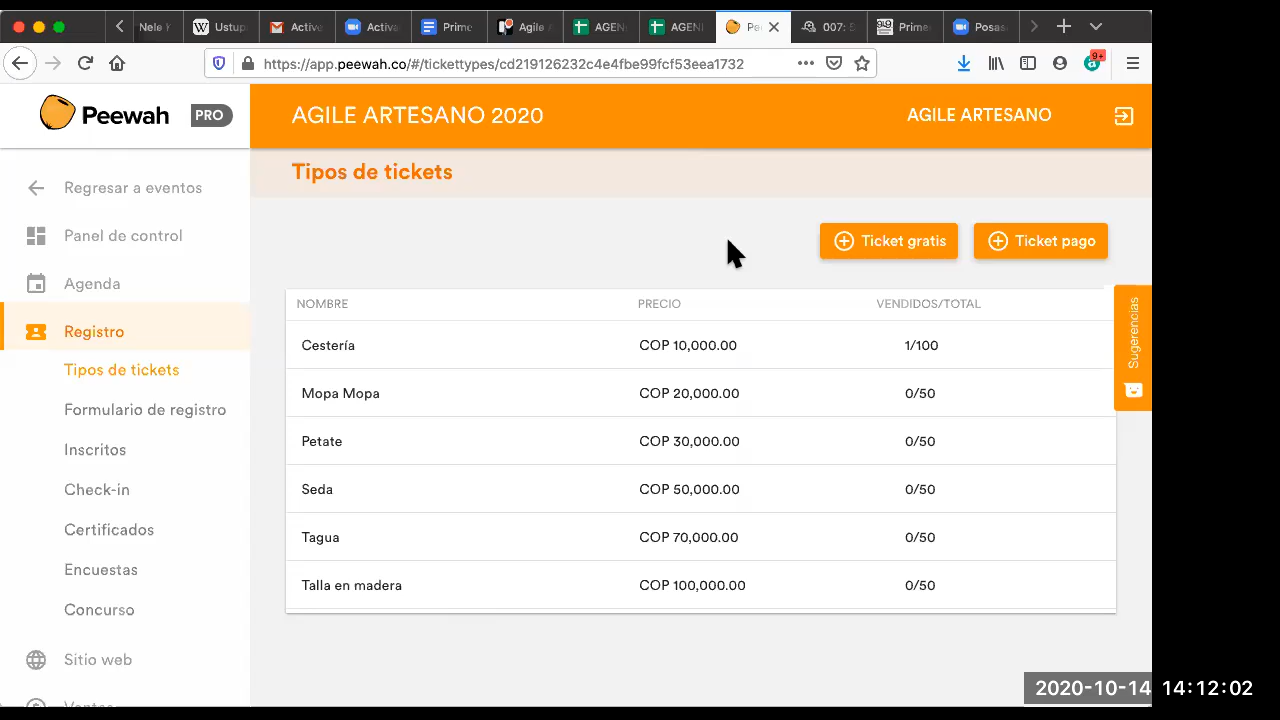 Nele
Ustup
Activa
Activa
Prime
Agile
AGEN
AGEN
Pe
007:
Prime
Posas
https://app.peewah.co/#/tickettypes/cd219126232c4e4fbe99fcf53eea1732
9+
Peewah PRO
AGILE ARTESANO 2020
AGILE ARTESANO
Tipos de tickets
Regresar a eventos
Panel de control
Agenda
Registro
Tipos de tickets
Formulario de registro
Inscritos
Check-in
Certificados
Encuestas
Concurso
Sitio web
Ticket gratis
Ticket pago
NOMBRE PRECIO VENDIDOS/TOTAL
Cestería COP 10,000.00 1/100
Mopa Mopa COP 20,000.00 0/50
Petate COP 30,000.00 0/50
Seda COP 50,000.00 0/50
Tagua COP 70,000.00 0/50
Talla en madera COP 100,000.00 0/50
Sugerencias
2020-10-14 14:12:02